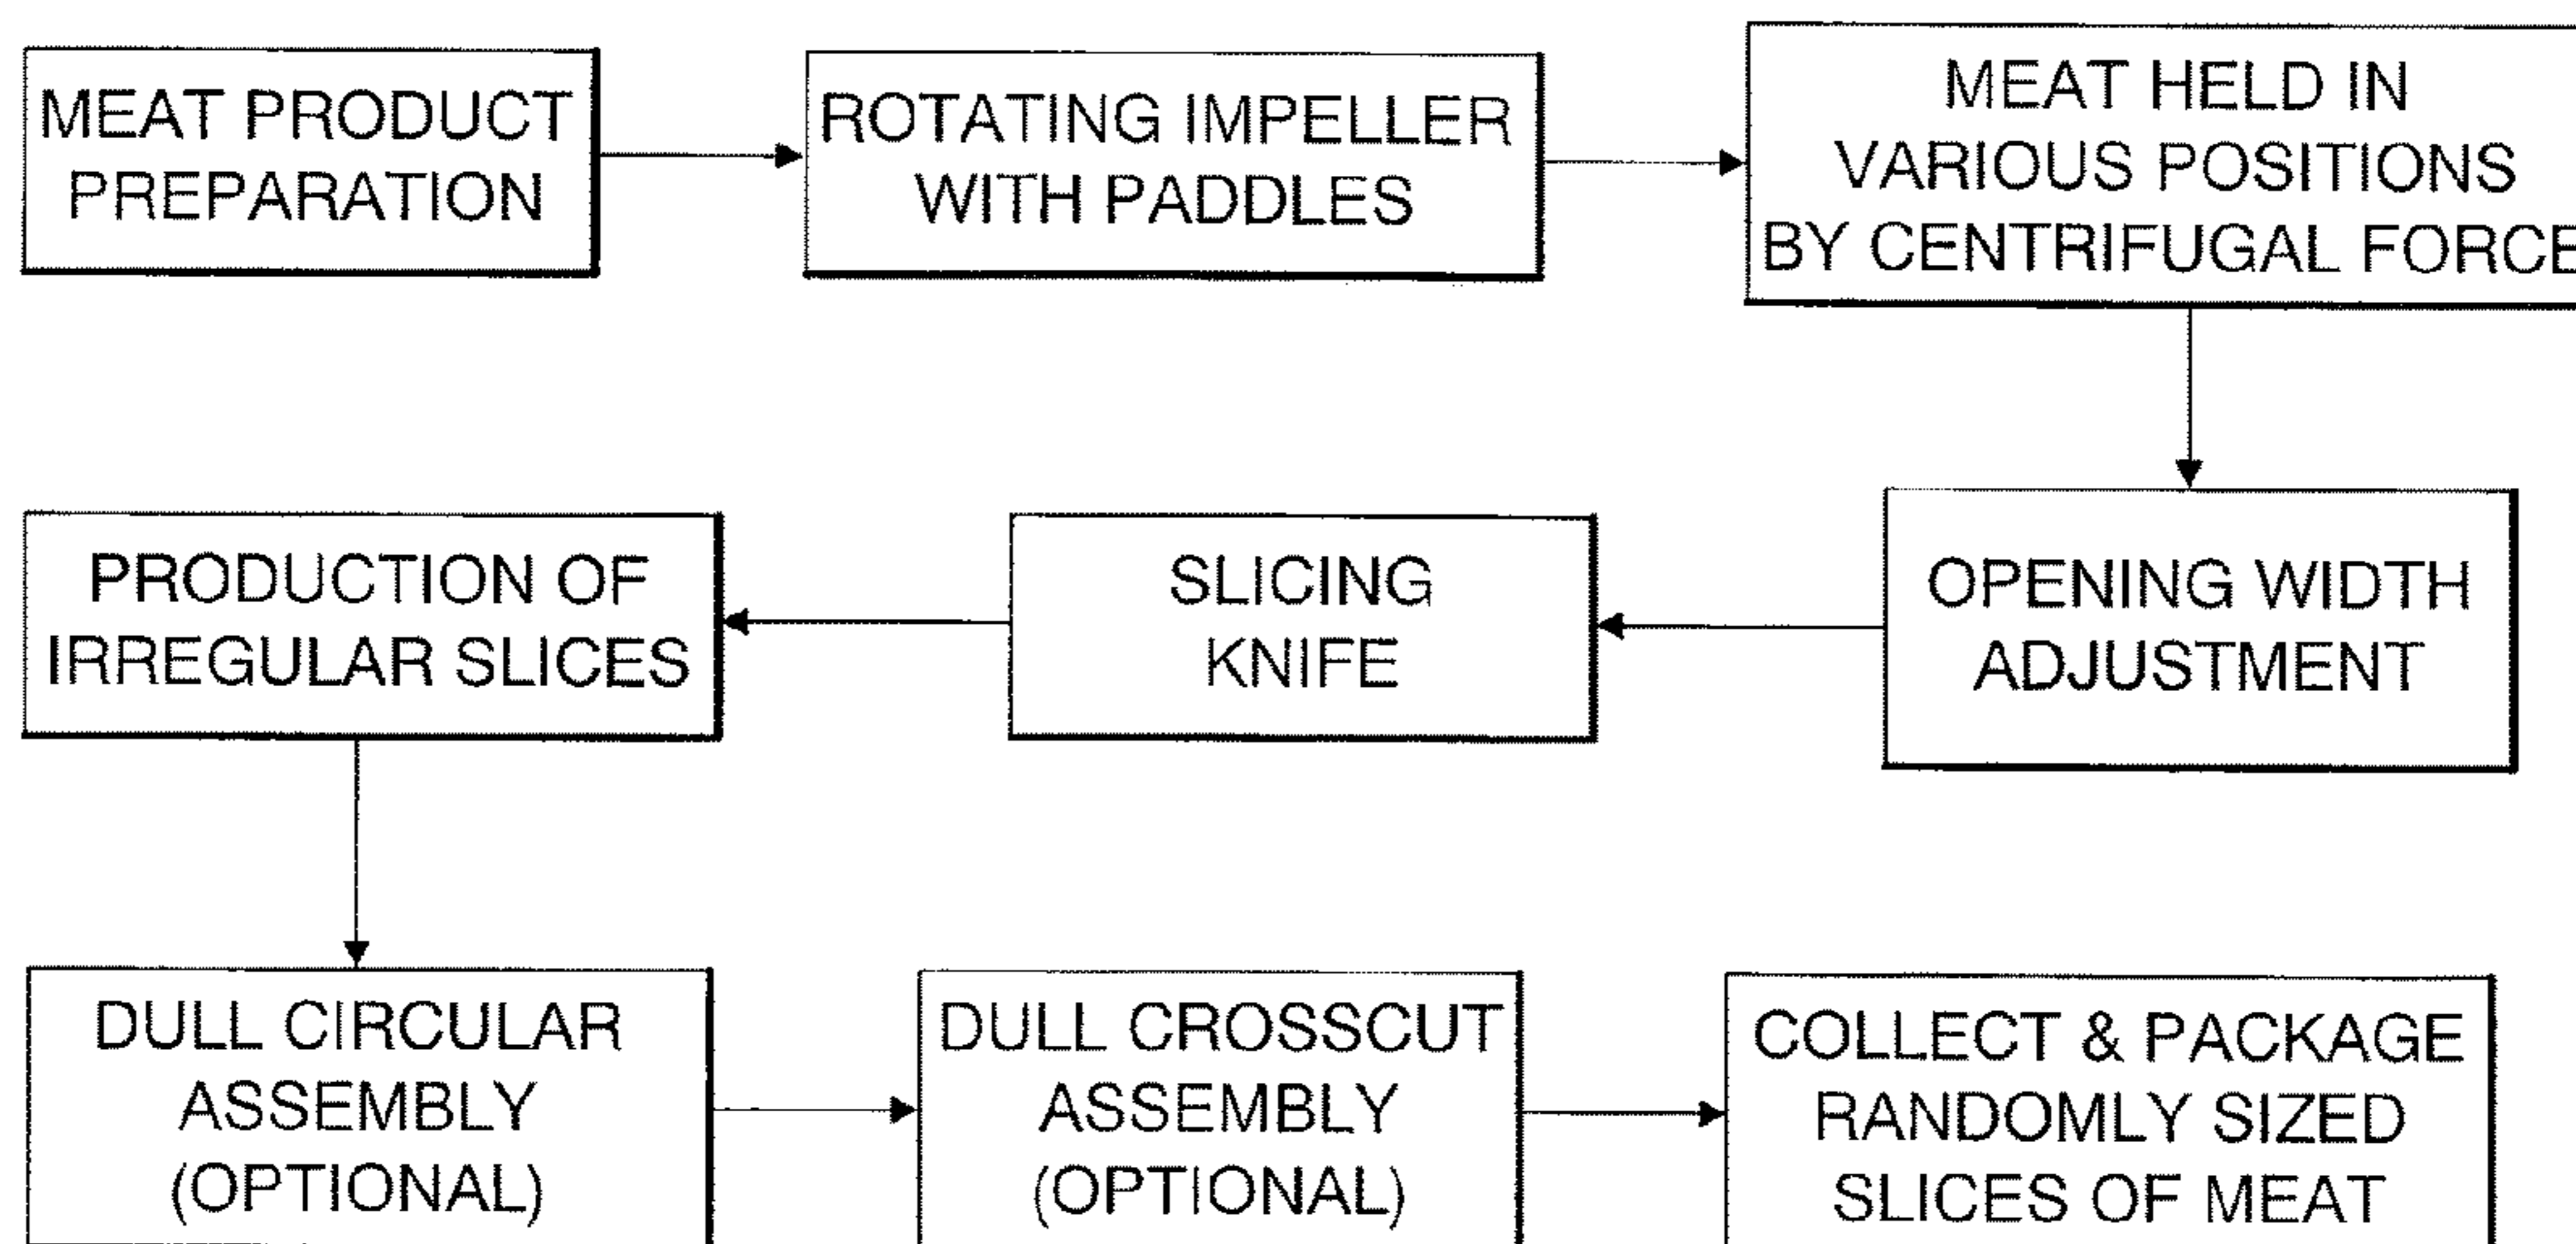 MEAT PRODUCT
PREPARATION
ROTATING IMPELLER
WITH PADDLES
MEAT HELD IN
VARIOUS POSITIONS
BY CENTRIFUGAL FORCE
OPENING WIDTH
ADJUSTMENT
SLICING
KNIFE
PRODUCTION OF
IRREGULAR SLICES
DULL CIRCULAR
ASSEMBLY
(OPTIONAL)
DULL CROSSCUT
ASSEMBLY
(OPTIONAL)
COLLECT & PACKAGE
RANDOMLY SIZED
SLICES OF MEAT